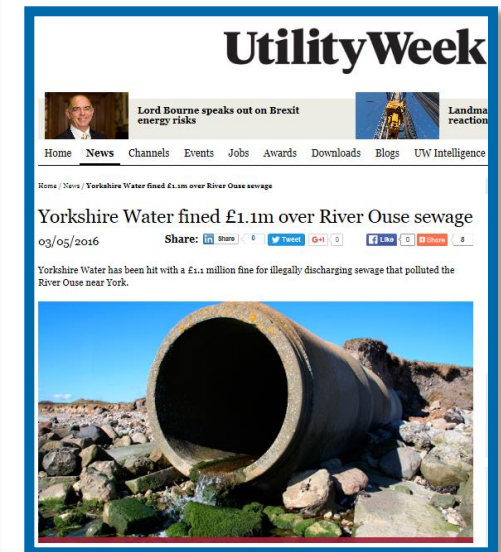 UtilityWeek
Lord Bourne speaks out on Brexit
energy risks
Landma
reaction
Home News Channels Events Jobs Awards Downloads Blogs UW Intelligence
Home / News / Yorkshire Water fined £1.1m over River Ouse sewage
Yorkshire Water fined £1.1m over River Ouse sewage
03/05/2016 Share: in Share 0 Tweet G+1 0 Like 0 Share 8
Yorkshire Water has been hit with a £1.1 million fine for illegally discharging sewage that polluted the
River Ouse near York.